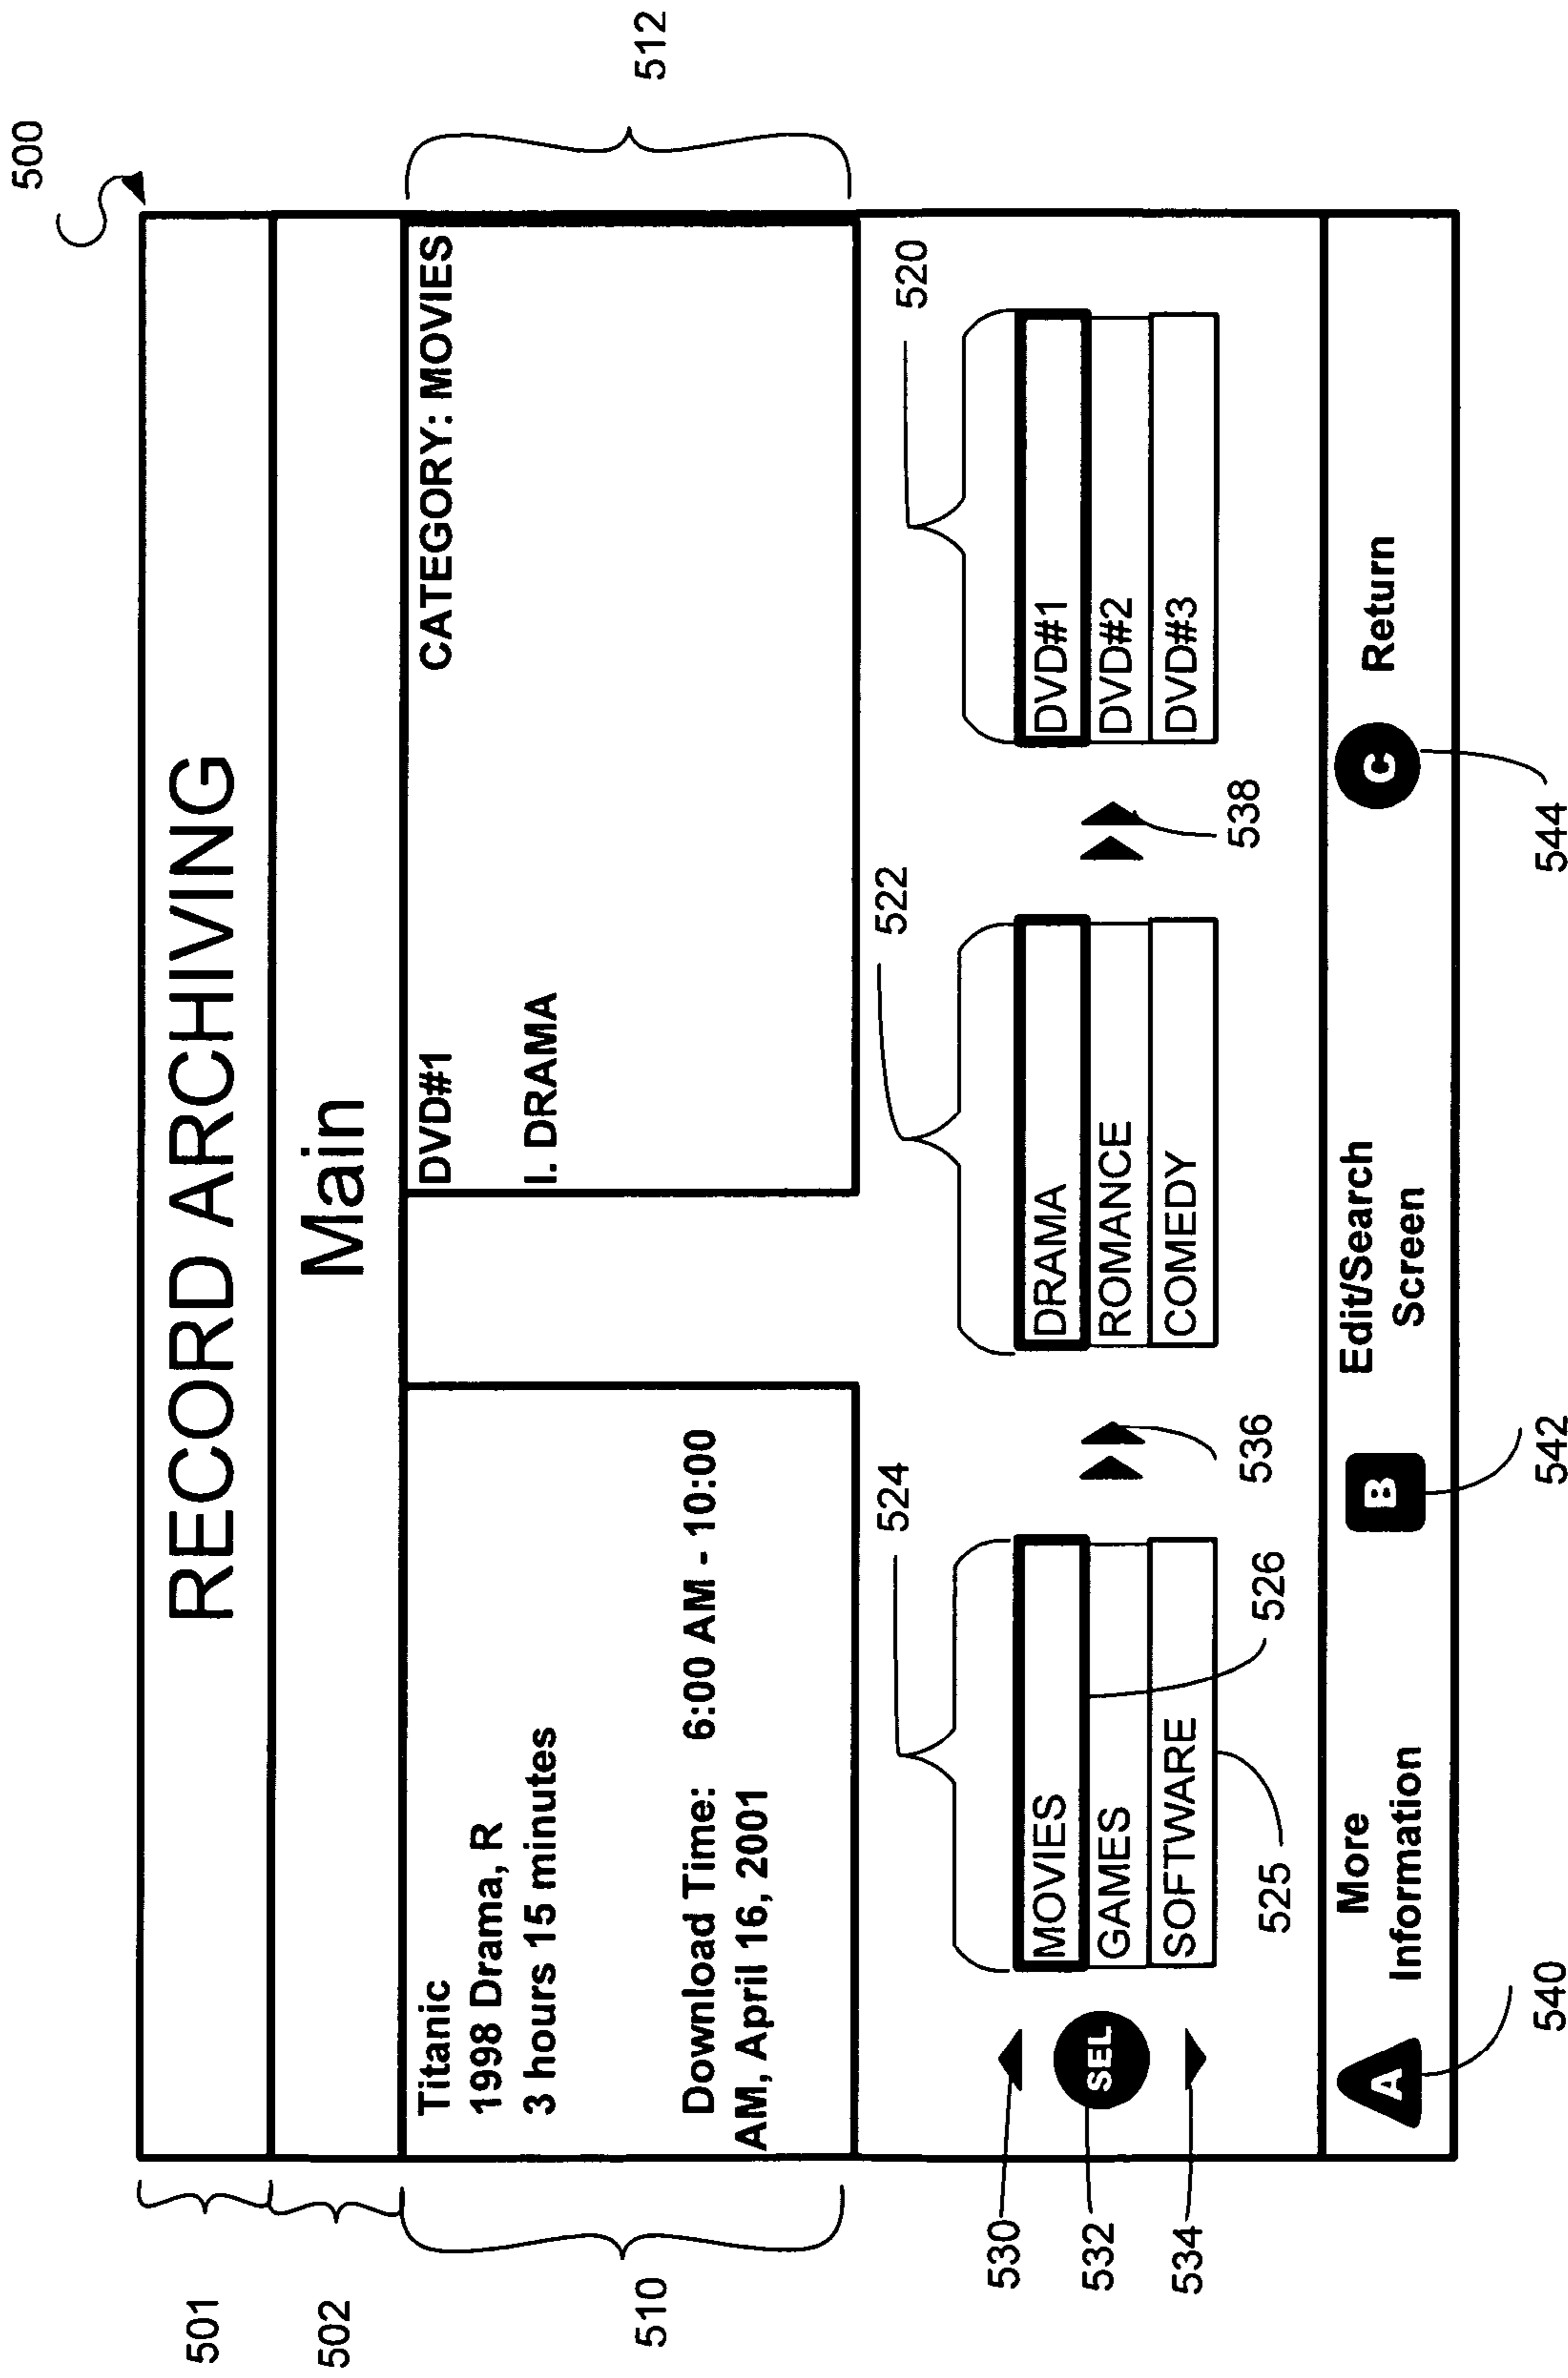 500
501
RECORD ARCHIVING
502
Main
510
Titanic
1998 Drama, R
3 hours 15 minutes
Download Time: 6:00 AM - 10:00
AM, April 16, 2001
DVD#1 CATEGORY: MOVIES
I. DRAMA
512
524
522
520
530
532
SEL
534
MOVIES
GAMES
SOFTWARE
525
526
536
DRAMA
ROMANCE
COMEDY
538
DVD#1
DVD#2
DVD#3
A
More
Information
B
Edit/Search
Screen
C
Return
540
542
544